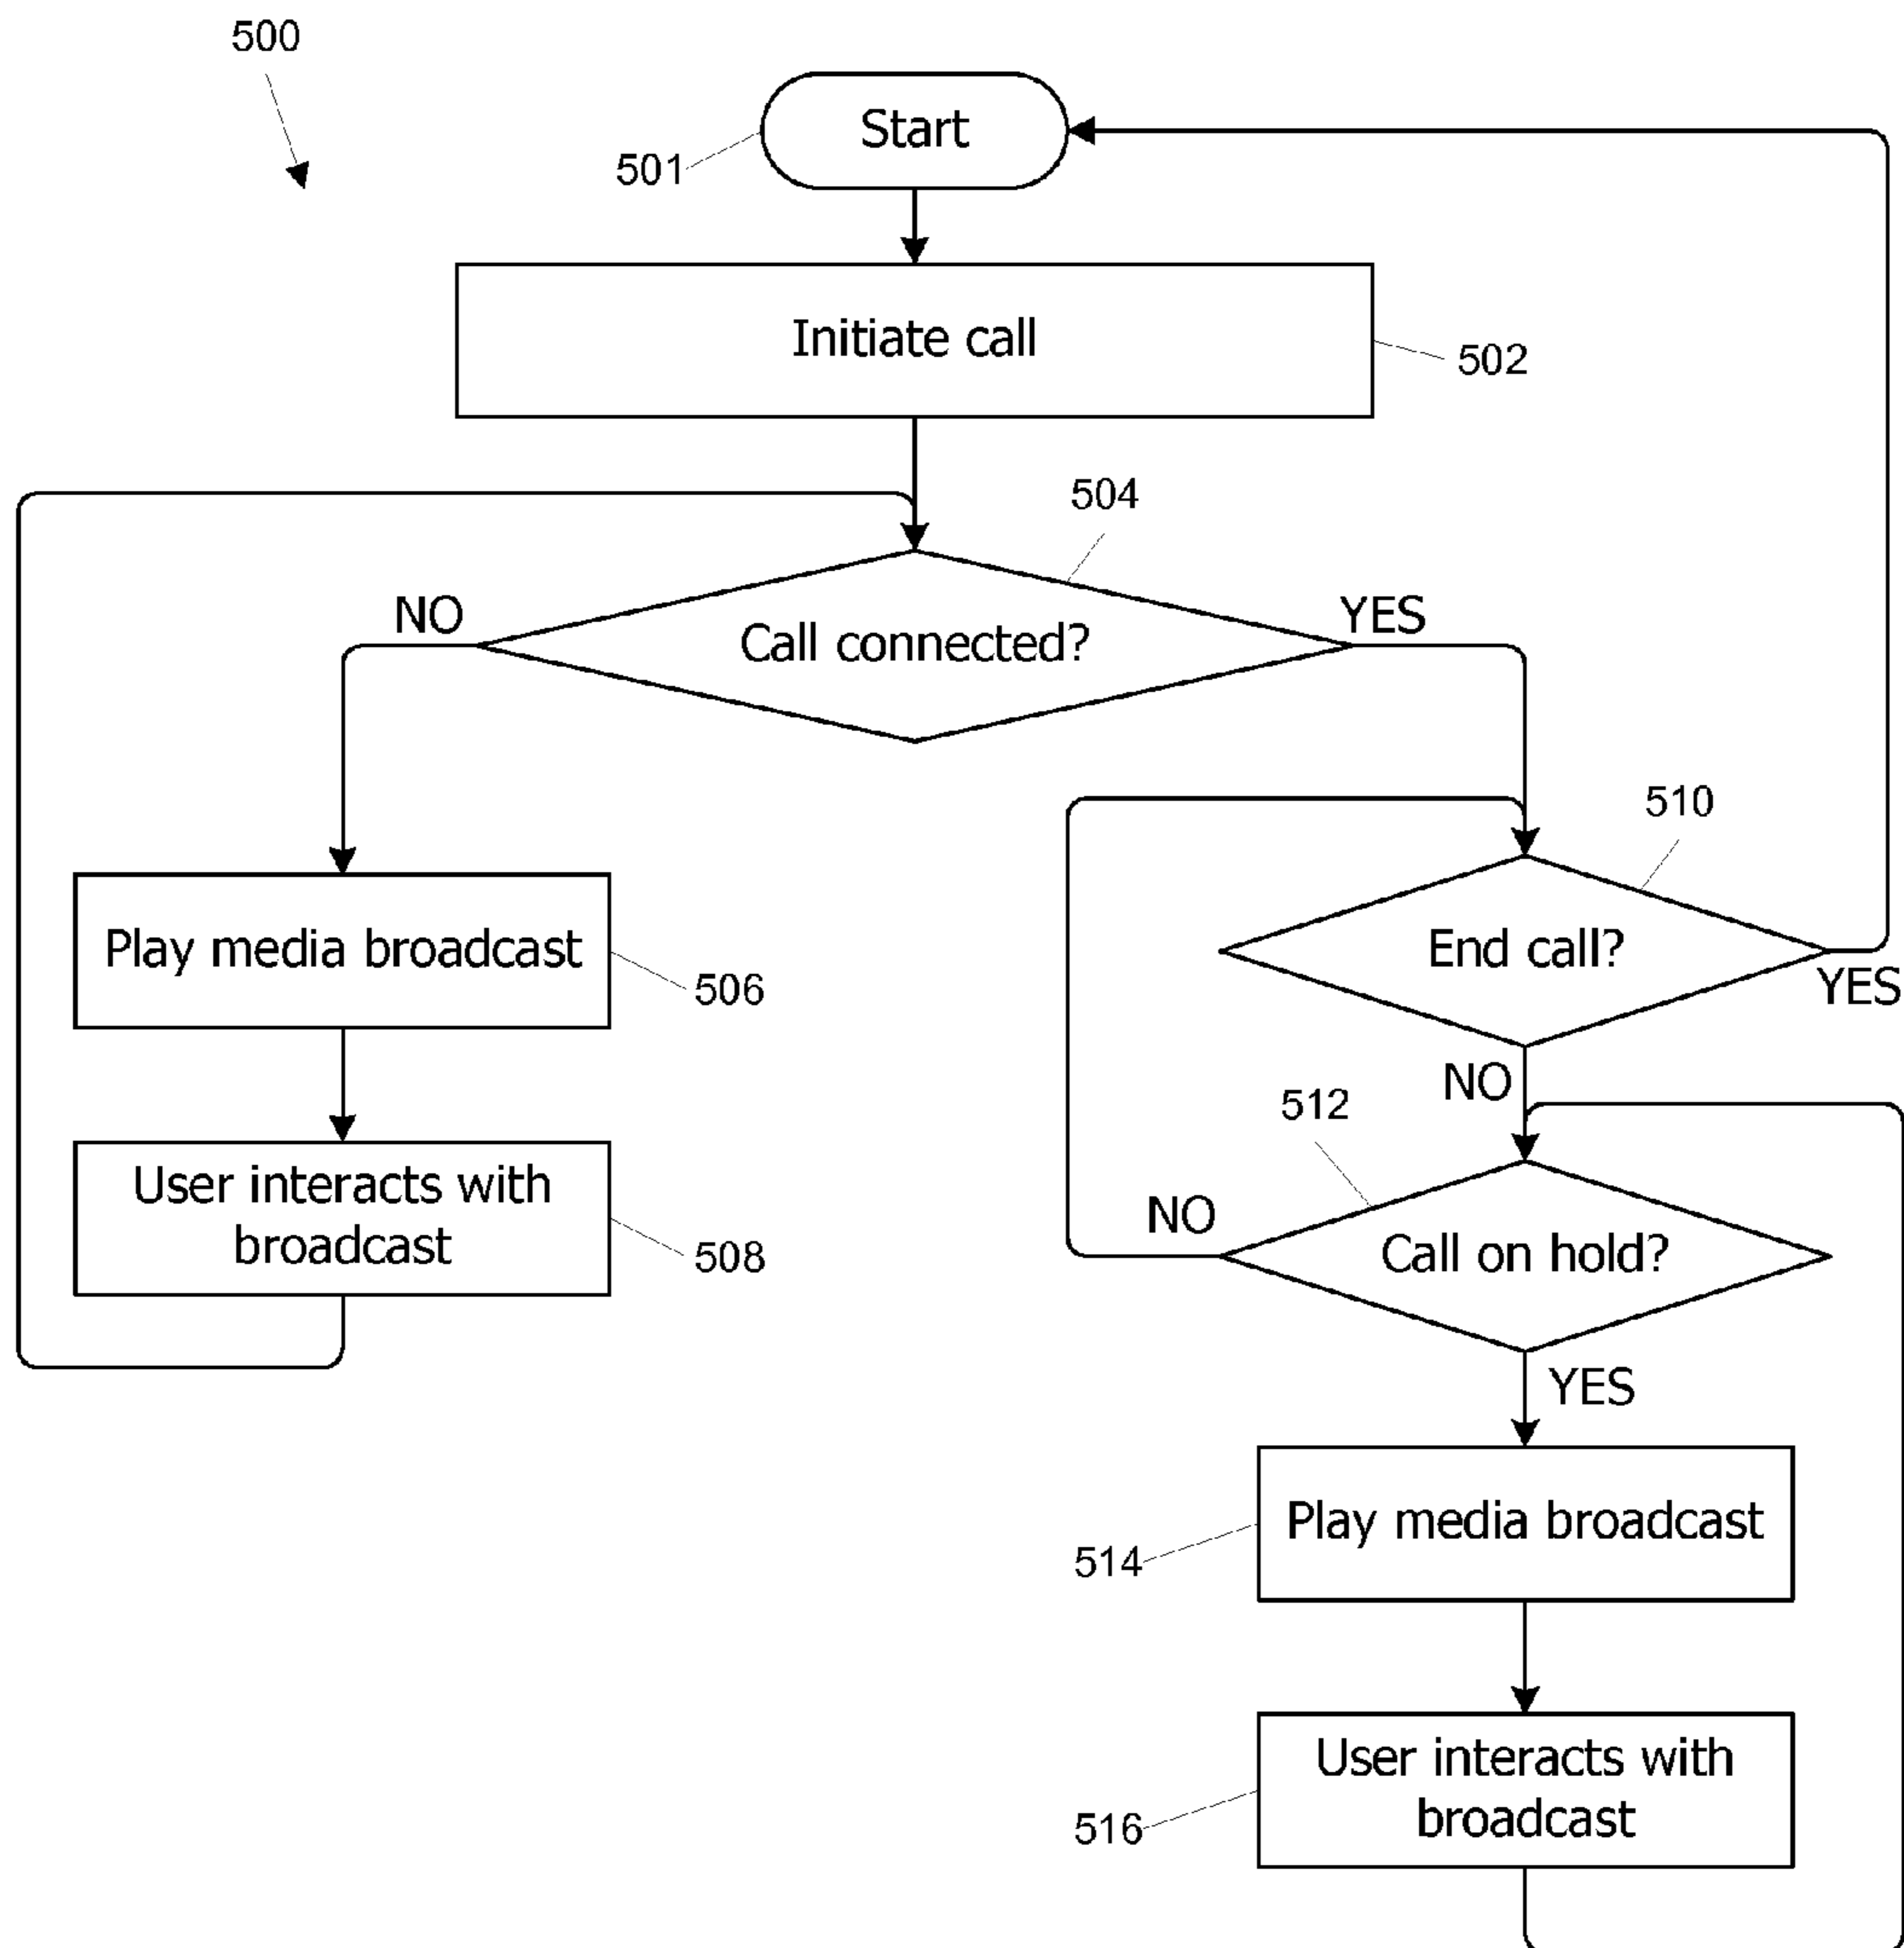 500
Start
501
Initiate call
502
504
NO
YES
Call connected?
510
Play media broadcast
506
End call?
YES
NO
512
User interacts with
broadcast
508
NO
Call on hold?
YES
Play media broadcast
514
User interacts with
broadcast
516